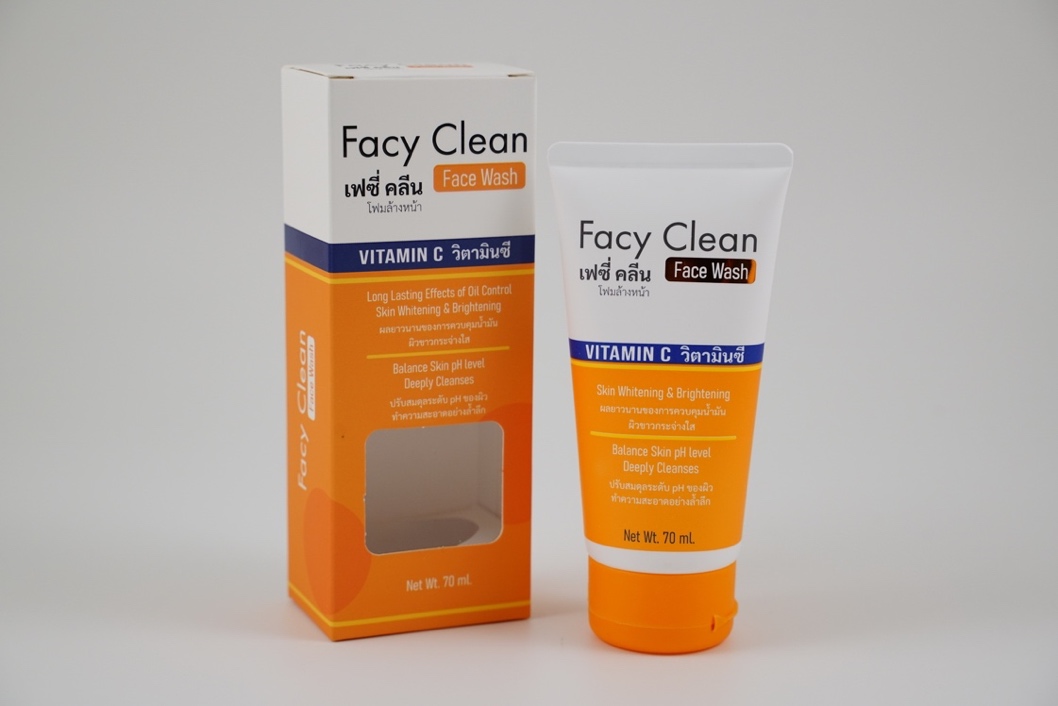 Facy Clean
เฟซี่ คลีน
Face Wash
โฟมล้างหน้า
VITAMIN C วิตามินซี
Long Lasting Effects of Oil Control
Skin Whitening & Brightening
ผลยาวนานของการควบคุมน้ำมัน
ผิวขาวกระจ่างใส
Balance Skin pH level
Deeply Cleanses
ปรับสมดุลระดับ pH ของผิว
ทำความสะอาดอย่างล้ำลึก
Net Wt. 70 ml.
Facy Clean
Face Wash
Facy Clean
เฟซี่ คลีน
Face Wash
โฟมล้างหน้า
VITAMIN C วิตามินซี
Skin Whitening & Brightening
ผลยาวนานของการควบคุมน้ำมัน
ผิวขาวกระจ่างใส
Balance Skin pH level
Deeply Cleanses
ปรับสมดุลระดับ pH ของผิว
ทำความสะอาดอย่างล้ำลึก
Net Wt. 70 ml.